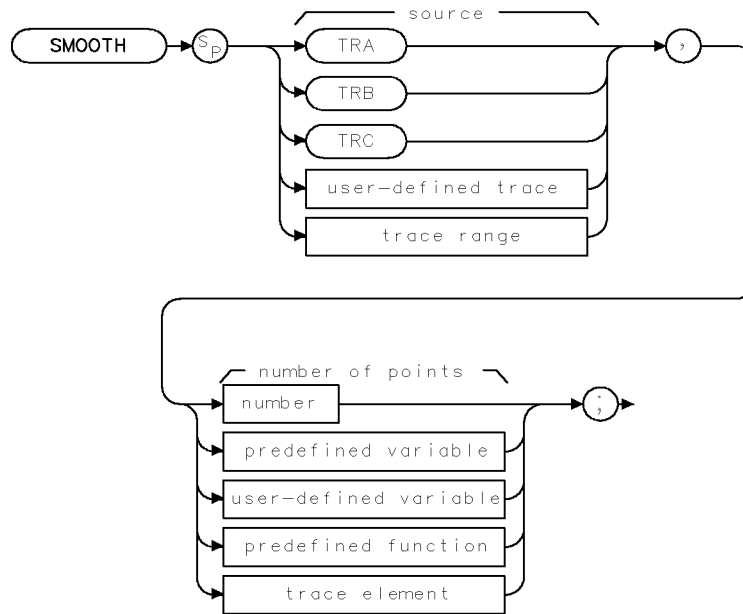 source
SMOOTH SP TRA ,
TRB
TRC
user-defined trace
trace range
number of points
number ;
predefined variable
user-defined variable
predefined function
trace element